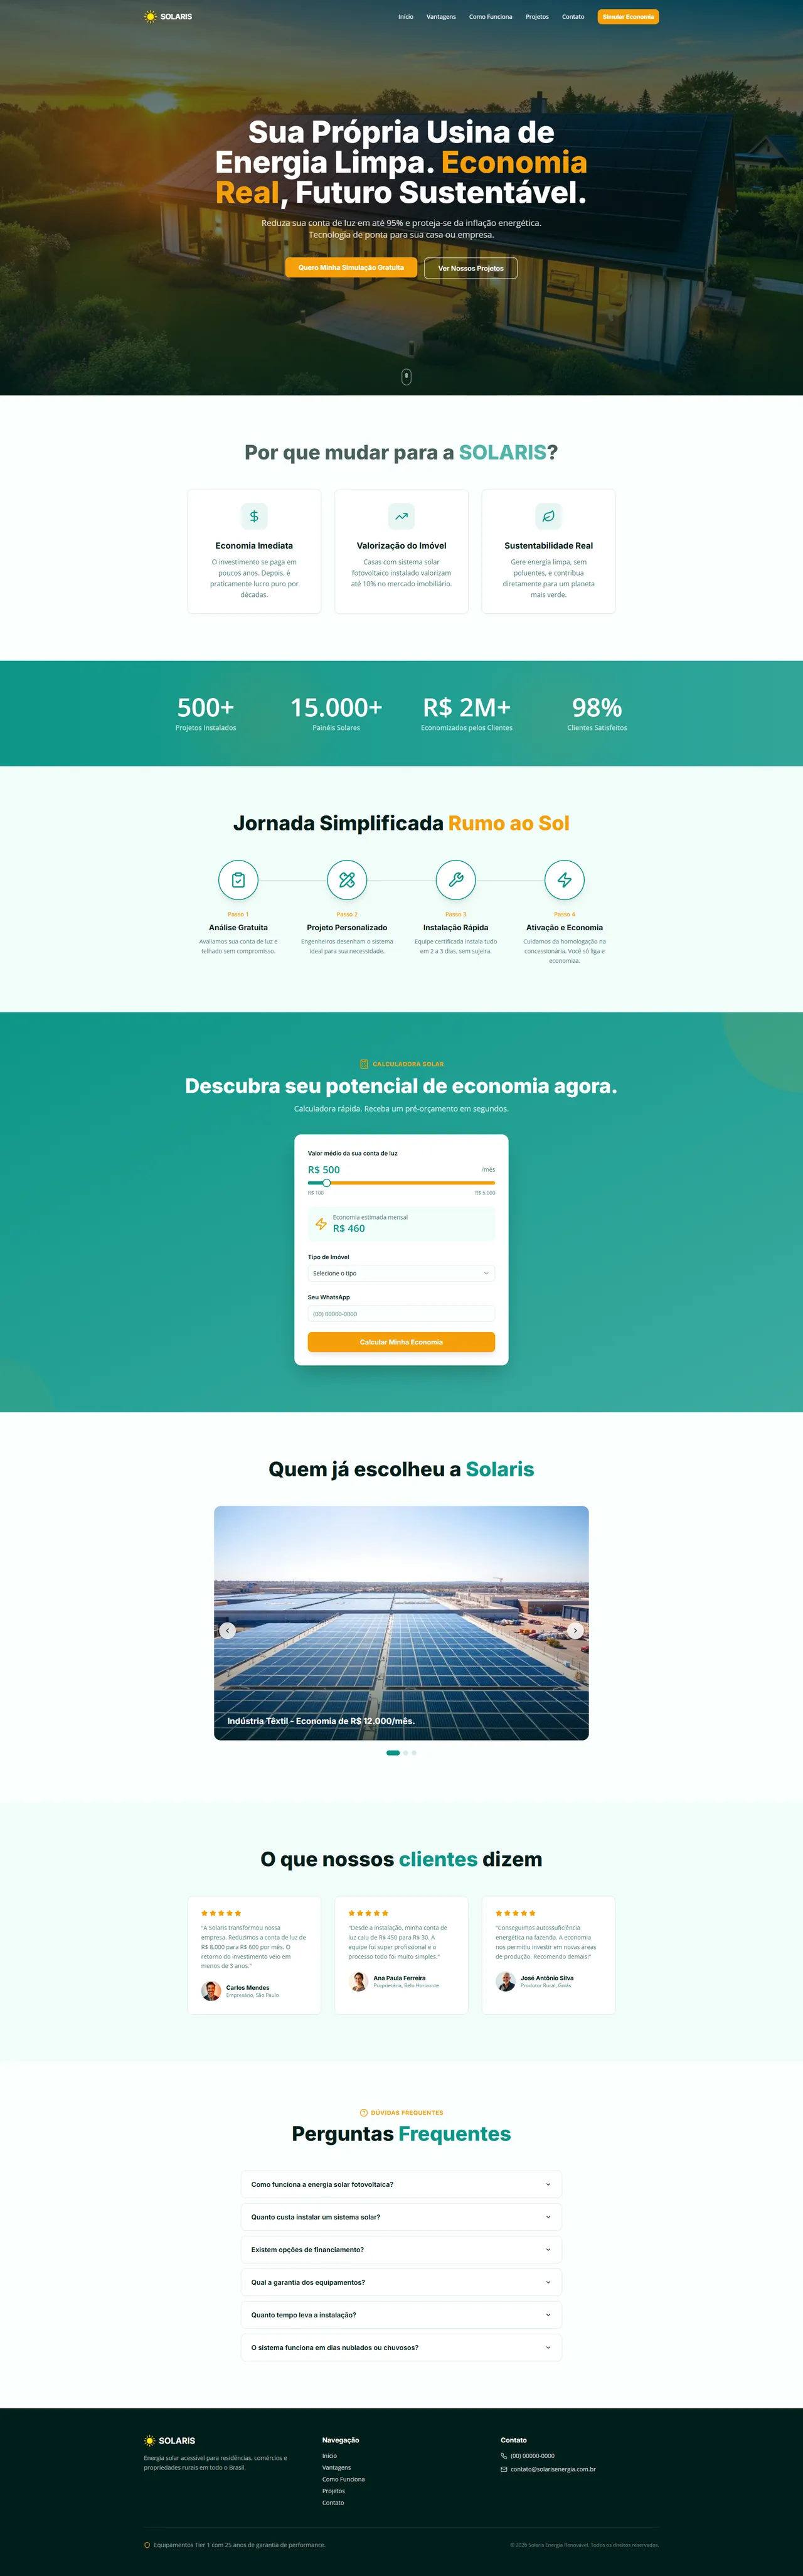 SOLARIS
Início
Vantagens
Como Funciona
Projetos
Contato
Simular Economia
Sua Própria Usina de
Energia Limpa. Economia
Real, Futuro Sustentável.
Reduza sua conta de luz em até 95% e proteja-se da inflação energética.
Tecnologia de ponta para sua casa ou empresa.
Quero Minha Simulação Gratuita
Ver Nossos Projetos
Por que mudar para a SOLARIS?
Economia Imediata
O investimento se paga em
poucos anos. Depois, é
praticamente lucro puro por
décadas.
Valorização do Imóvel
Casas com sistema solar
fotovoltaico instalado valorizam
até 10% no mercado imobiliário.
Sustentabilidade Real
Gere energia limpa, sem
poluentes, e contribua
diretamente para um planeta
mais verde.
500+
Projetos Instalados
15.000+
Painéis Solares
R$ 2M+
Economizados pelos Clientes
98%
Clientes Satisfeitos
Jornada Simplificada Rumo ao Sol
Passo 1
Análise Gratuita
Avaliamos sua conta de luz e
telhado sem compromisso.
Passo 2
Projeto Personalizado
Engenheiros desenham o sistema
ideal para sua necessidade.
Passo 3
Instalação Rápida
Equipe certificada instala tudo
em 2 a 3 dias, sem sujeira.
Passo 4
Ativação e Economia
Cuidamos da homologação na
concessionária. Você só liga e
economiza.
CALCULADORA SOLAR
Descubra seu potencial de economia agora.
Calculadora rápida. Receba um pré-orçamento em segundos.
Valor médio da sua conta de luz
R$ 500
/mês
R$ 100
R$ 5.000
Economia estimada mensal
R$ 460
Tipo de Imóvel
Selecione o tipo
Seu WhatsApp
(00) 00000-0000
Calcular Minha Economia
Quem já escolheu a Solaris
Indústria Têxtil - Economia de R$ 12.000/mês.
O que nossos clientes dizem
"A Solaris transformou nossa
empresa. Reduzimos a conta de luz de
R$ 8.000 para R$ 600 por mês. O
retorno do investimento veio em
menos de 3 anos."
Carlos Mendes
Empresário, São Paulo
"Desde a instalação, minha conta de
luz caiu de R$ 450 para R$ 30. A
equipe foi super profissional e o
processo todo foi muito simples."
Ana Paula Ferreira
Proprietária, Belo Horizonte
"Conseguimos autossuficiência
energética na fazenda. A economia
nos permitiu investir em novas áreas
de produção. Recomendo demais!"
José Antônio Silva
Produtor Rural, Goiás
DÚVIDAS FREQUENTES
Perguntas Frequentes
Como funciona a energia solar fotovoltaica?
Quanto custa instalar um sistema solar?
Existem opções de financiamento?
Qual a garantia dos equipamentos?
Quanto tempo leva a instalação?
O sistema funciona em dias nublados ou chuvosos?
SOLARIS
Energia solar acessível para residências, comércios e
propriedades rurais em todo o Brasil.
Navegação
Início
Vantagens
Como Funciona
Projetos
Contato
Contato
(00) 00000-0000
contato@solarisenergia.com.br
Equipamentos Tier 1 com 25 anos de garantia de performance.
© 2026 Solaris Energia Renovável. Todos os direitos reservados.